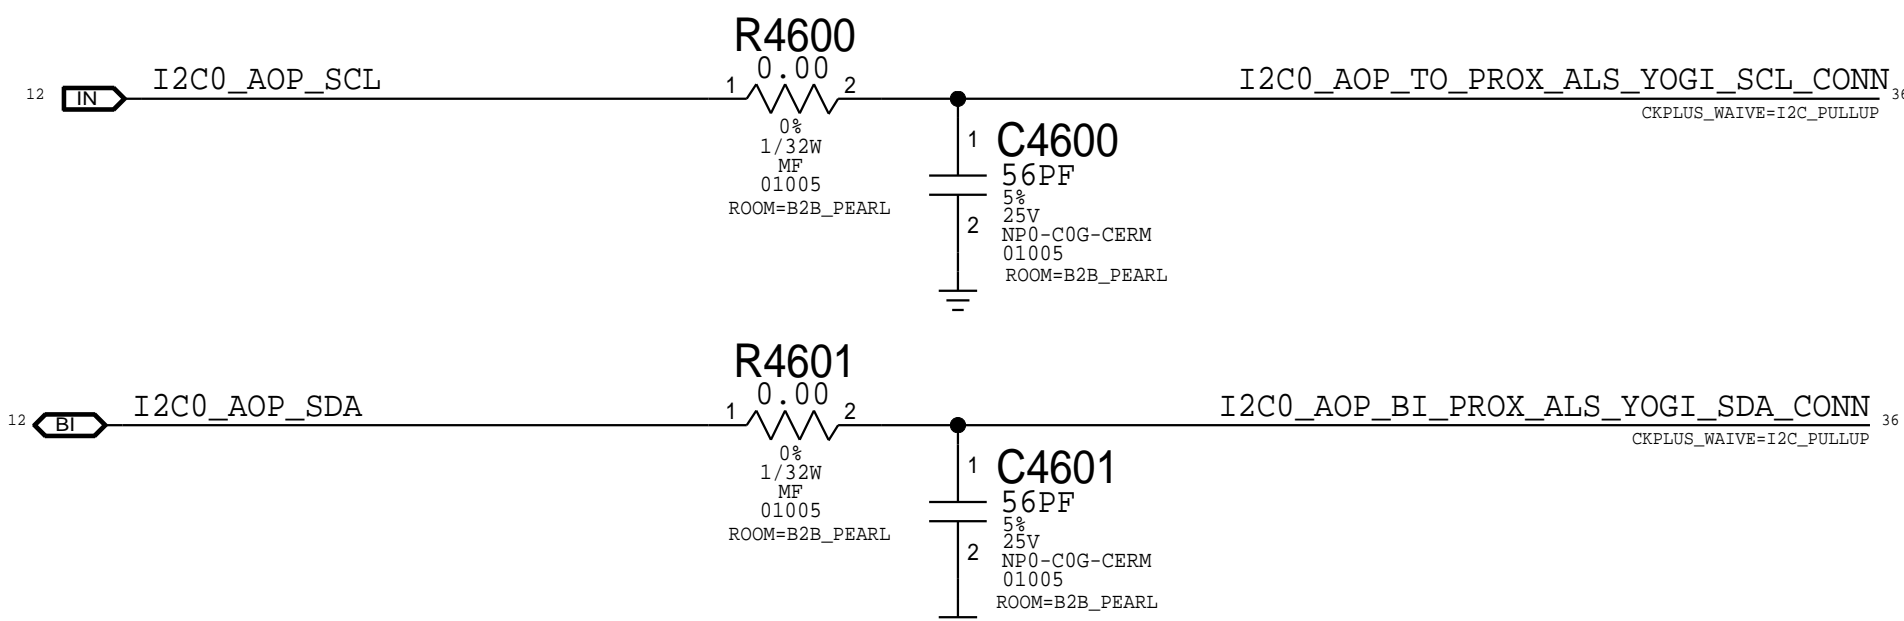 R4600
0.00
12 IN I2C0_AOP_SCL 1 2 I2C0_AOP_TO_PROX_ALS_YOGI_SCL_CONN 36
CKPLUS_WAIVE=I2C_PULLUP
0%
1/32W
MF
01005
ROOM=B2B_PEARL
1 C4600
56PF
5%
25V
2 NP0-C0G-CERM
01005
ROOM=B2B_PEARL
R4601
0.00
12 BI I2C0_AOP_SDA 1 2 I2C0_AOP_BI_PROX_ALS_YOGI_SDA_CONN 36
CKPLUS_WAIVE=I2C_PULLUP
0%
1/32W
MF
01005
ROOM=B2B_PEARL
1 C4601
56PF
5%
25V
2 NP0-C0G-CERM
01005
ROOM=B2B_PEARL